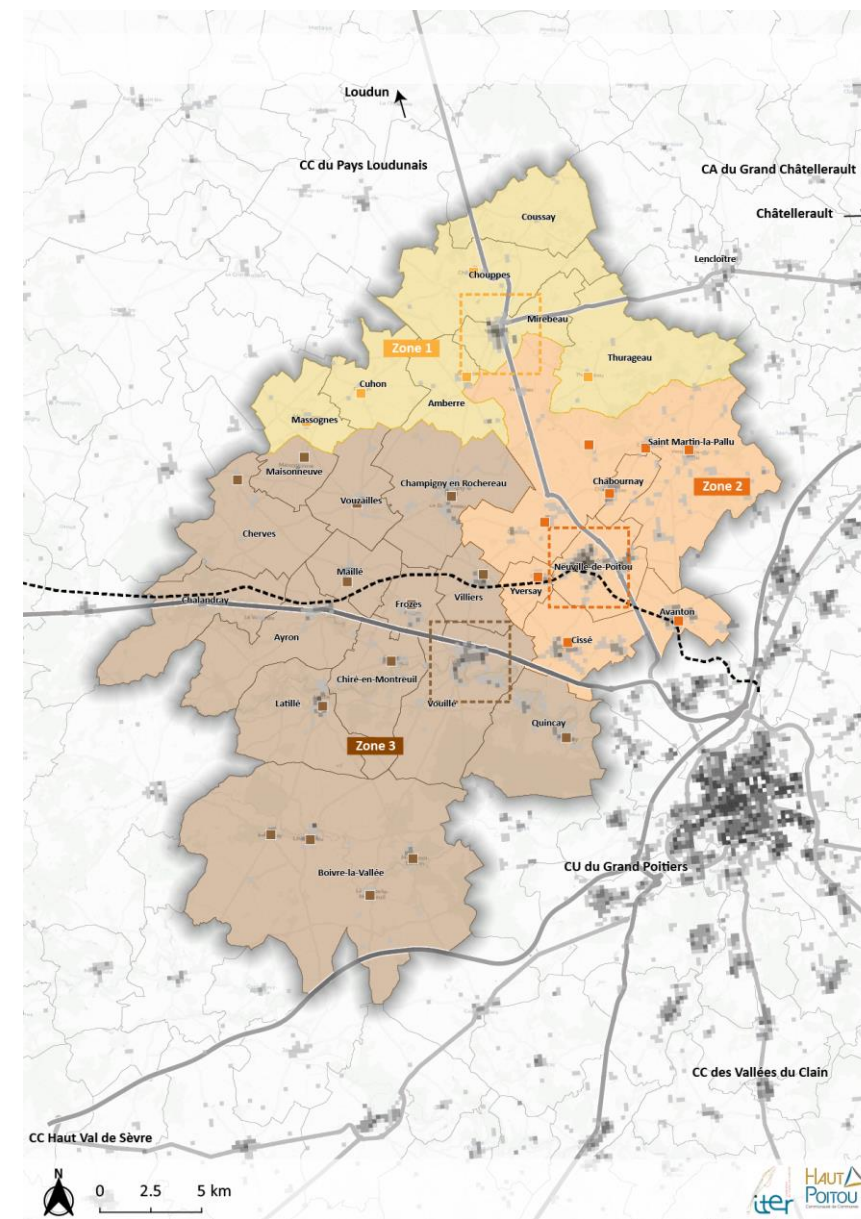 Loudun
CC du Pays Loudunais
CA du Grand Châtellerault
Châtellerault
Coussay
Lencloître
Chouppes
Mirebeau
Zone 1
Thurageau
Cuhon
Amberre
Massognes
Saint Martin-la-Pallu
Maisonneuve
Champigny en Rochereau
Chabournay
Zone 2
Vouzailles
Cherves
Neuville-de-Poitou
Maillé
Villiers
Yversay
Chalandray
Frozes
Avanton
Ayron
Cissé
Chiré-en-Montreuil
Latillé
Vouillé
Quincay
Zone 3
CU du Grand Poitiers
Boivre-la-Vallée
CC des Vallées du Clain
CC Haut Val de Sèvre
N
0 2.5 5 km
iter
HAUT
POITOU